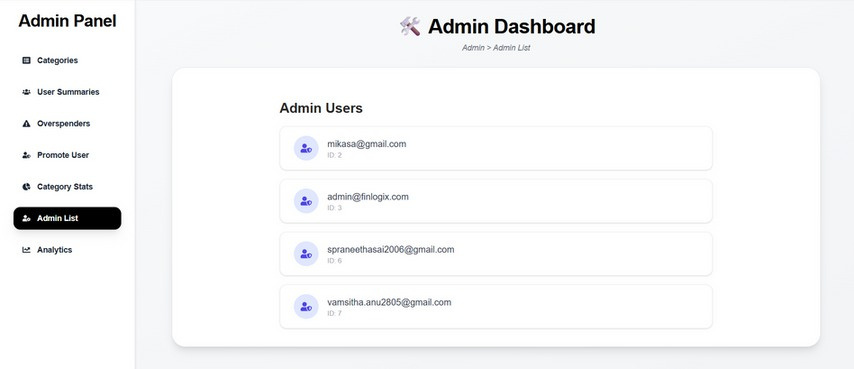 Admin Panel
Categories
User Summaries
Overspenders
Promote User
Category Stats
Admin List
Analytics
Admin Dashboard
Admin > Admin List
Admin Users
mikasa@gmail.com
ID: 2
admin@finlogix.com
ID: 3
spraneethasai2006@gmail.com
ID: 6
vamsitha.anu2805@gmail.com
ID: 7